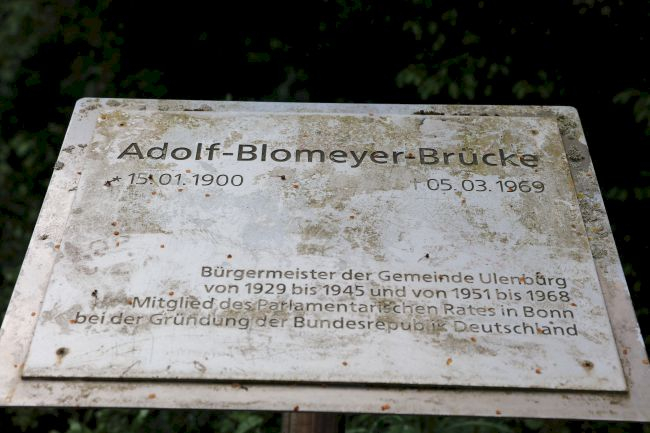 Adolf-Blomeyer-Brücke
* 15.01.1900 † 05.03.1969
Bürgermeister der Gemeinde Ulenburg
von 1929 bis 1945 und von 1951 bis 1968
Mitglied des Parlamentarischen Rates in Bonn
bei der Gründung der Bundesrepublik Deutschland